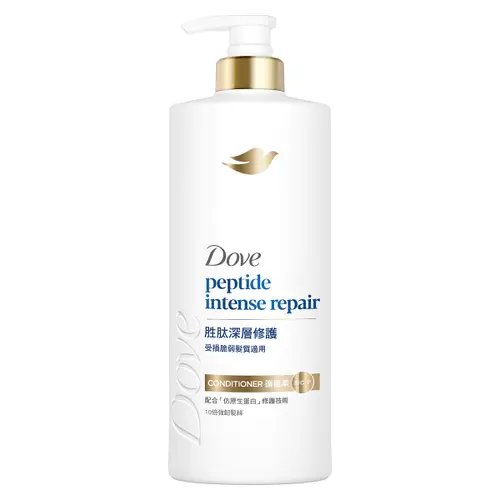 Dove
peptide
intense repair
胜肽深層修護
受損脆弱髮質適用
CONDITIONER 護髮素
配合「仿原生蛋白」修護技術
10倍強韌髮絲
Dove